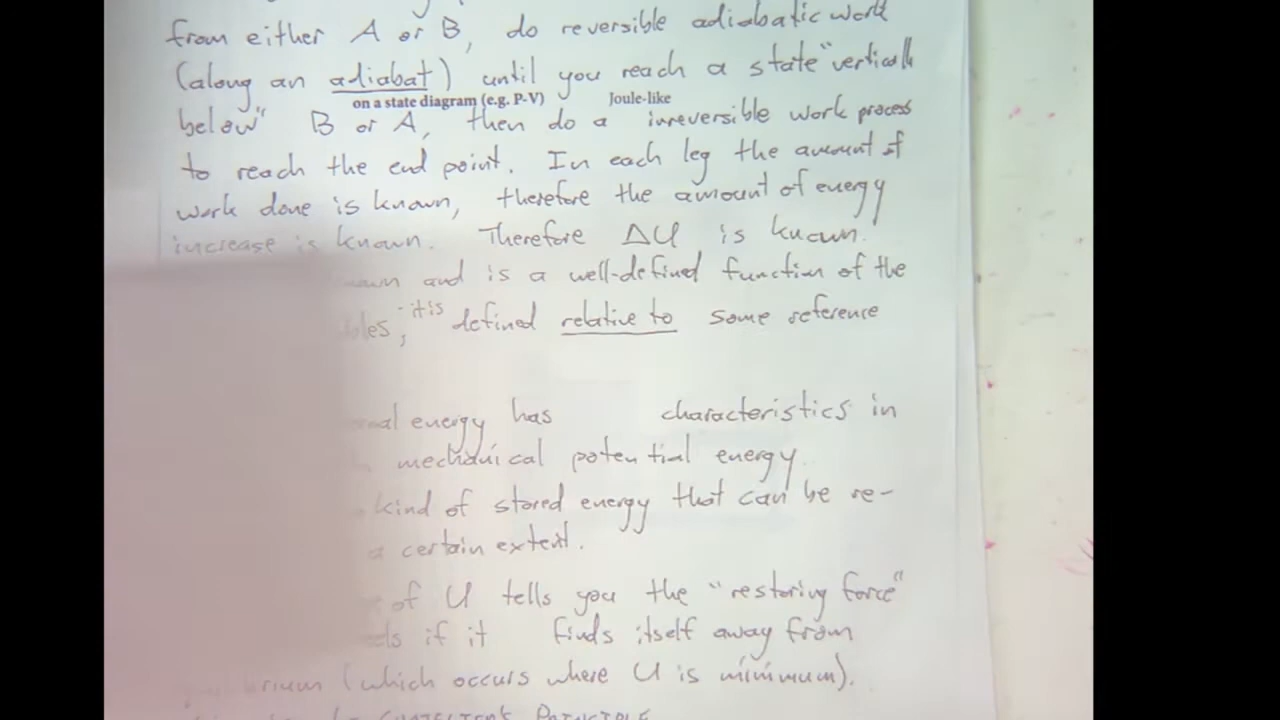 from either A or B, do reversible adiabatic work
(along an adiabat) until you reach a state "vertically
on a state diagram (e.g. P-V) Joule-like
below" B or A, then do a irreversible work process
to reach the end point. In each leg the amount of
work done is known, therefore the amount of energy
increase is known. Therefore ΔU is known.
and is a well-defined function of the
it is
defined relative to some reference
energy has characteristics in
mechanical potential energy
kind of stored energy that can be re-
a certain extent.
of U tells you the "restoring force"
if it finds itself away from
(which occurs where U is minimum).